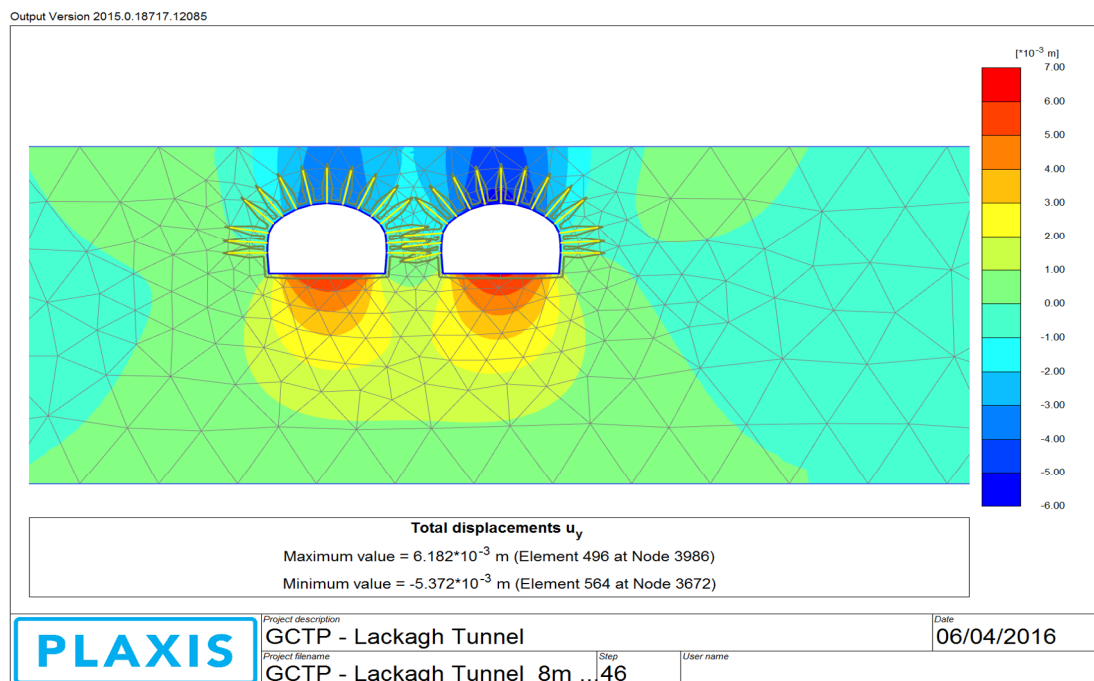 Output Version 2015.0.18717.12085
[*10-3 m]
7.00
6.00
5.00
4.00
3.00
2.00
1.00
0.00
-1.00
-2.00
-3.00
-4.00
-5.00
-6.00
Total displacements uy
Maximum value = 6.182*10-3 m (Element 496 at Node 3986)
Minimum value = -5.372*10-3 m (Element 564 at Node 3672)
PLAXIS
Project description
GCTP - Lackagh Tunnel
Date
06/04/2016
Project filename
GCTP - Lackagh Tunnel_8m ...
Step
46
User name